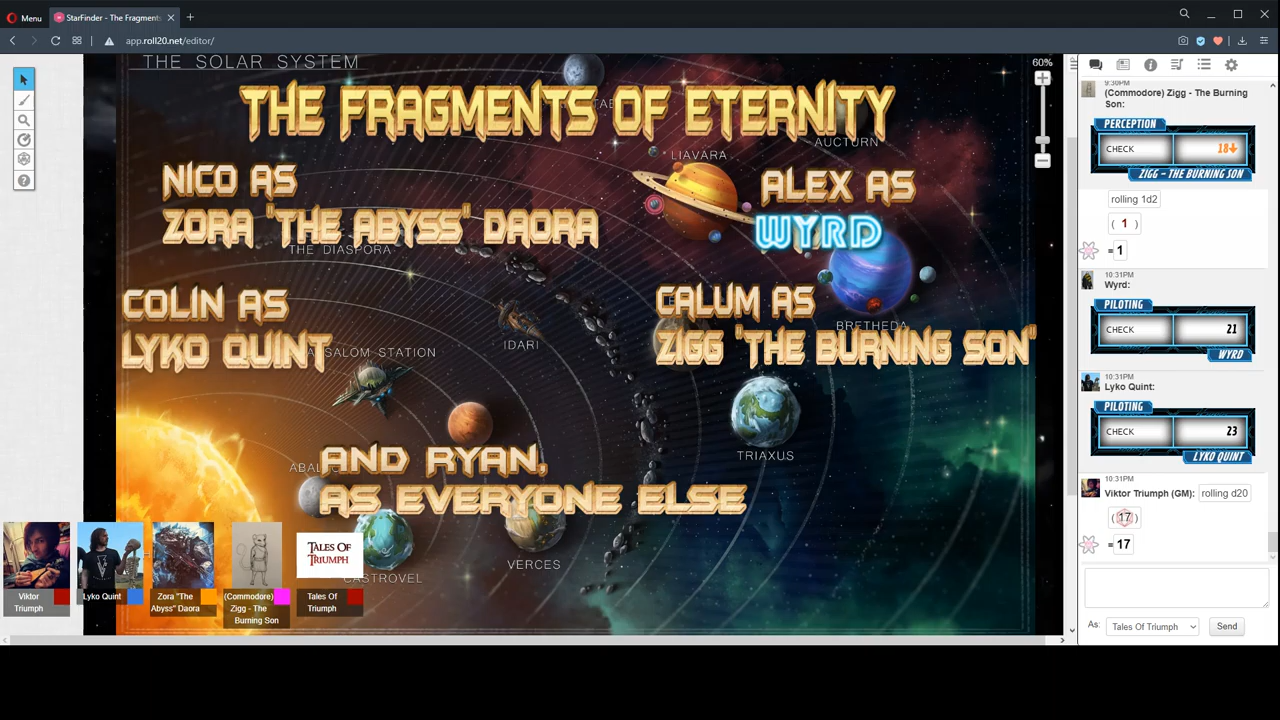 Menu
StarFinder - The Fragments
app.roll20.net/editor/
THE SOLAR SYSTEM
THE FRAGMENTS OF ETERNITY
AUCTURN
LIAVARA
NICO AS
ZORA "THE ABYSS" DAORA
THE DIASPORA
ALEX AS
WYRD
COLIN AS
LYKO QUINT
ABSALOM STATION
IDARI
CALUM AS
ZIGG "THE BURNING SON"
BRETHEDA
TRIAXUS
AND RYAN,
AS EVERYONE ELSE
VERCES
CASTROVEL
Viktor
Triumph
Lyko Quint
Zora "The
Abyss" Daora
(Commodore)
Zigg - The
Burning Son
TALES OF
TRIUMPH
Tales Of
Triumph
60%
9:30PM
(Commodore) Zigg - The Burning
Son:
PERCEPTION
CHECK 18
ZIGG - THE BURNING SON
rolling 1d2
( 1 )
= 1
10:31PM
Wyrd:
PILOTING
CHECK 21
WYRD
10:31PM
Lyko Quint:
PILOTING
CHECK 23
LYKO QUINT
10:31PM
Viktor Triumph (GM): rolling d20
( 17 )
= 17
As: Tales Of Triumph Send